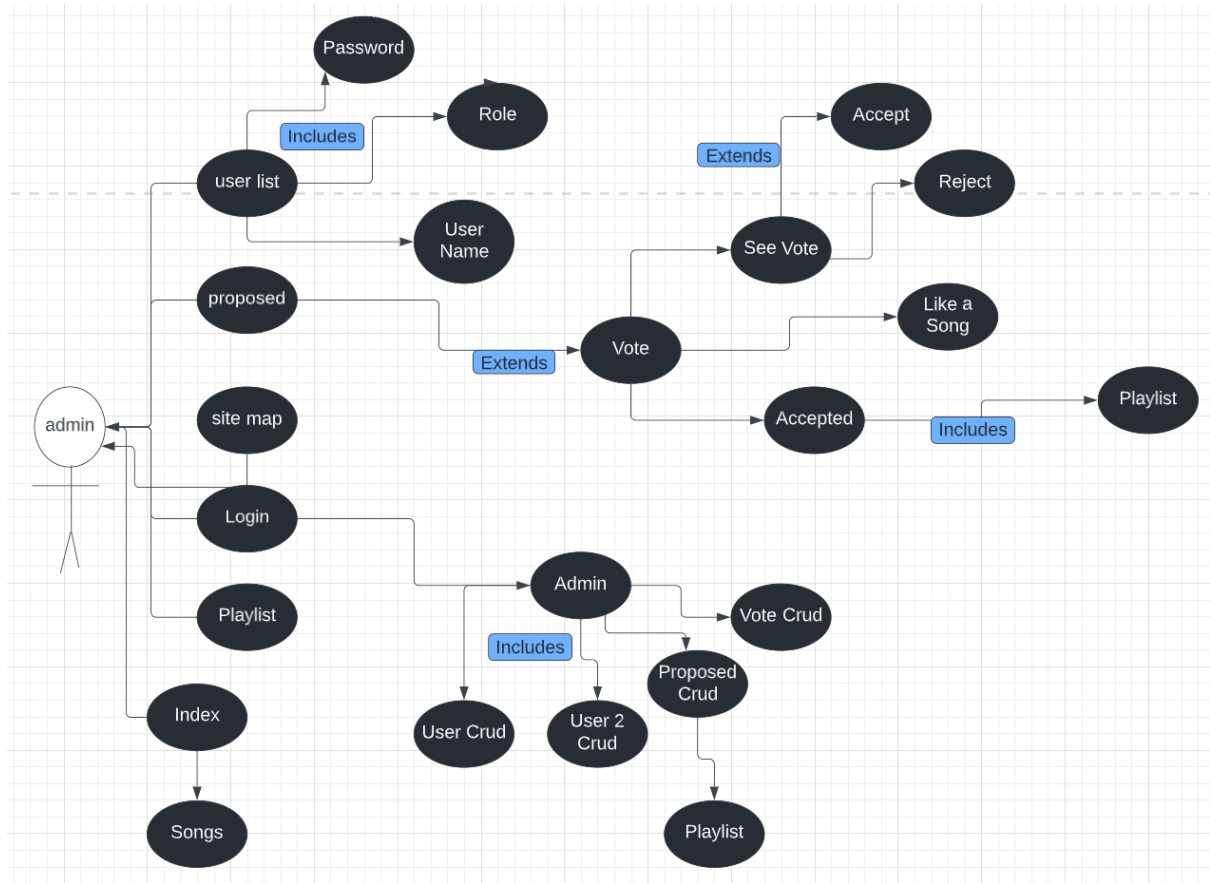 Password
Role
Includes
user list
User
Name
Accept
Extends
Reject
See Vote
proposed
Like a
Song
Vote
Extends
Playlist
Accepted
Includes
admin
site map
Login
Admin
Playlist
Vote Crud
Includes
Proposed
Crud
User Crud
User 2
Crud
Index
Songs
Playlist